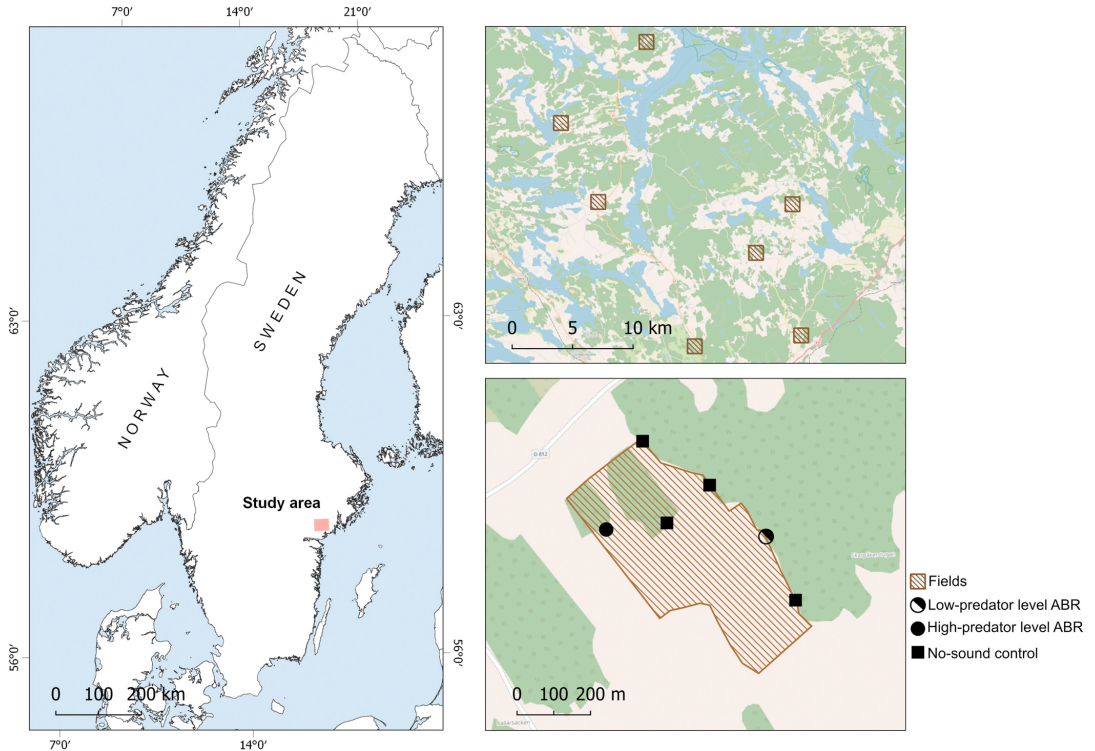 7°0' 14°0' 21°0'
63°0'
63°0'
SWEDEN
NORWAY
Study area
56°0'
56°0'
0 100 200 km
7°0' 14°0'
0 5 10 km
D 812
0 100 200 m
Fields
Low-predator level ABR
High-predator level ABR
No-sound control